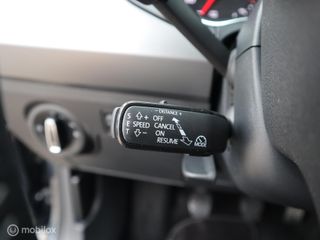 - DISTANCE +
S + OFF
E SPEED CANCEL
T - ON
RESUME
MODE
mobilox